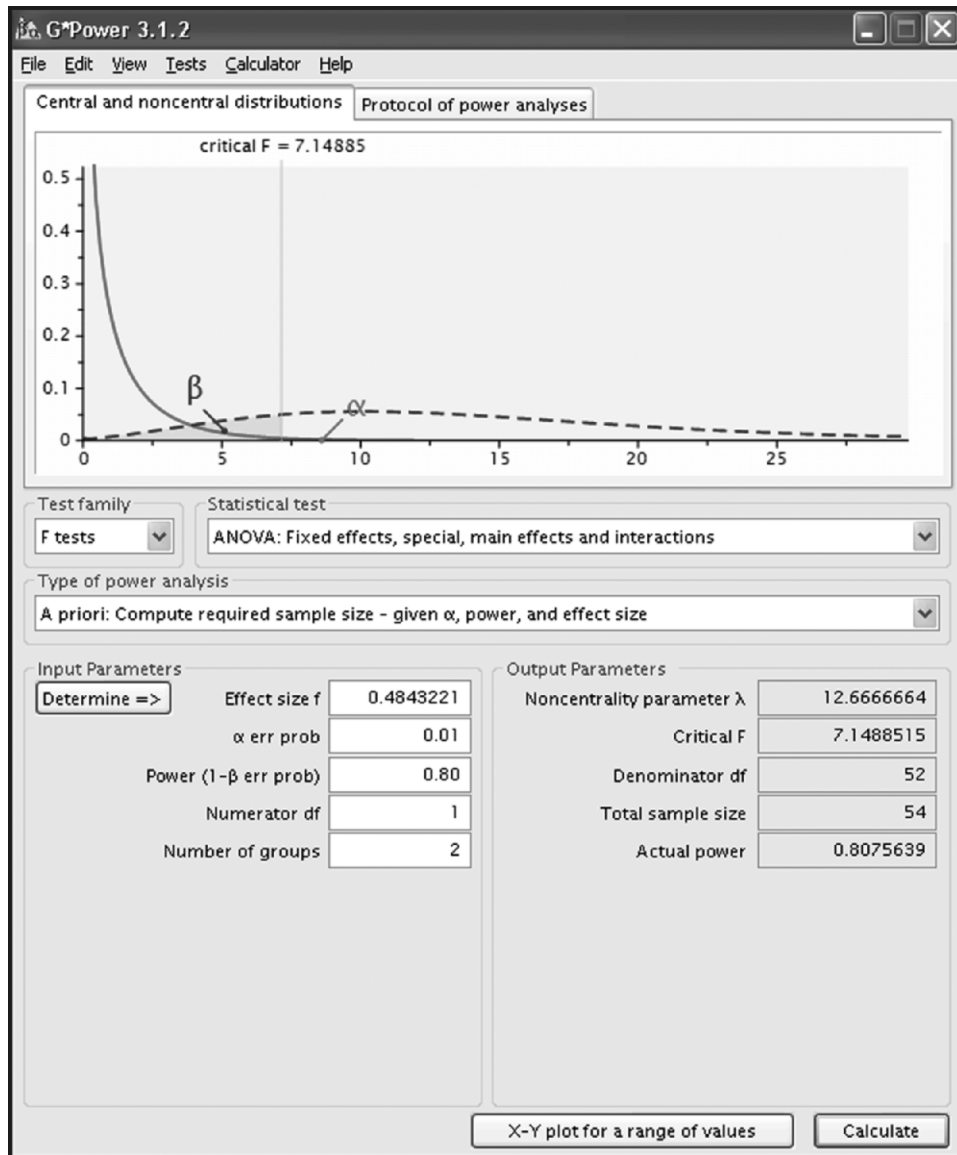 G*Power 3.1.2
File Edit View Tests Calculator Help
Central and noncentral distributions Protocol of power analyses
critical F = 7.14885
0.5
0.4
0.3
0.2
0.1
0
β
α
0 5 10 15 20 25
Test family Statistical test
F tests ANOVA: Fixed effects, special, main effects and interactions
Type of power analysis
A priori: Compute required sample size – given α, power, and effect size
Input Parameters Output Parameters
Determine => Effect size f 0.4843221 Noncentrality parameter λ 12.6666664
α err prob 0.01 Critical F 7.1488515
Power (1-β err prob) 0.80 Denominator df 52
Numerator df 1 Total sample size 54
Number of groups 2 Actual power 0.8075639
X-Y plot for a range of values Calculate